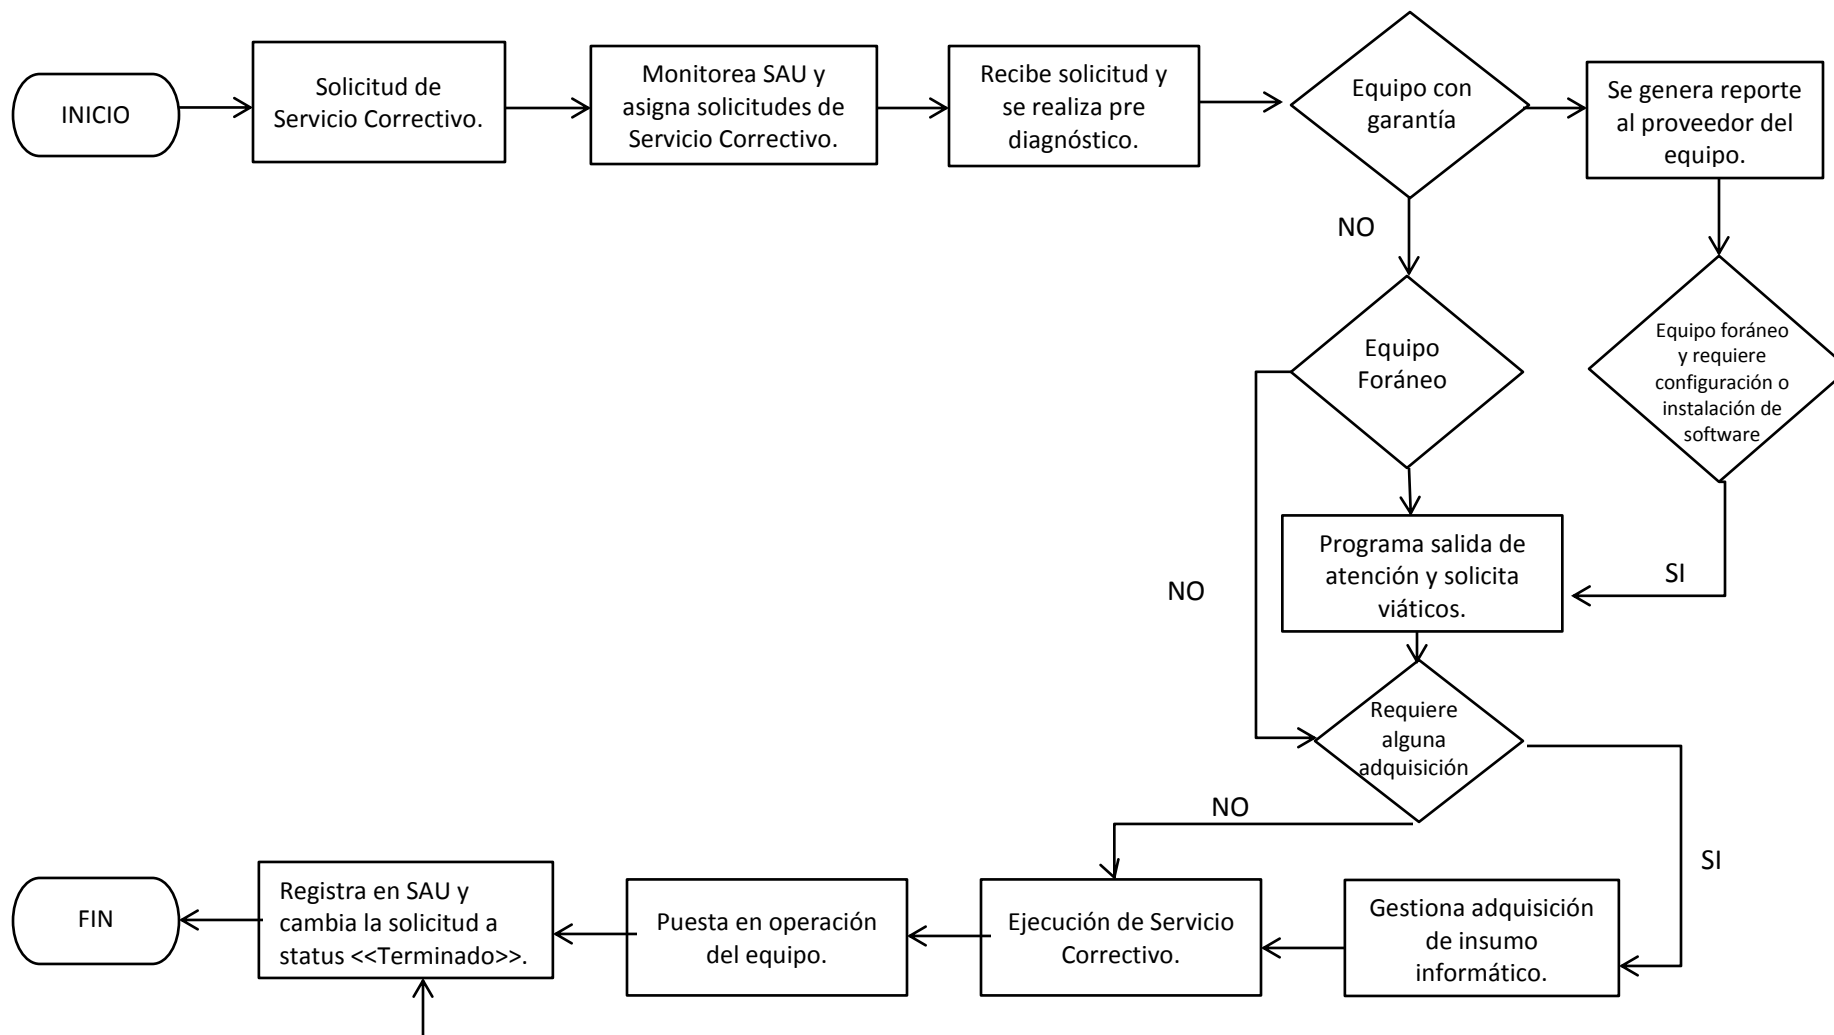 INICIO
Solicitud de
Servicio Correctivo.
Monitorea SAU y
asigna solicitudes de
Servicio Correctivo.
Recibe solicitud y
se realiza pre
diagnóstico.
Equipo con
garantía
Se genera reporte
al proveedor del
equipo.
NO
Equipo
Foráneo
Equipo foráneo
y requiere
configuración o
instalación de
software
Programa salida de
atención y solicita
viáticos.
SI
NO
Requiere
alguna
adquisición
NO
SI
FIN
Registra en SAU y
cambia la solicitud a
status <<Terminado>>.
Puesta en operación
del equipo.
Ejecución de Servicio
Correctivo.
Gestiona adquisición
de insumo
informático.